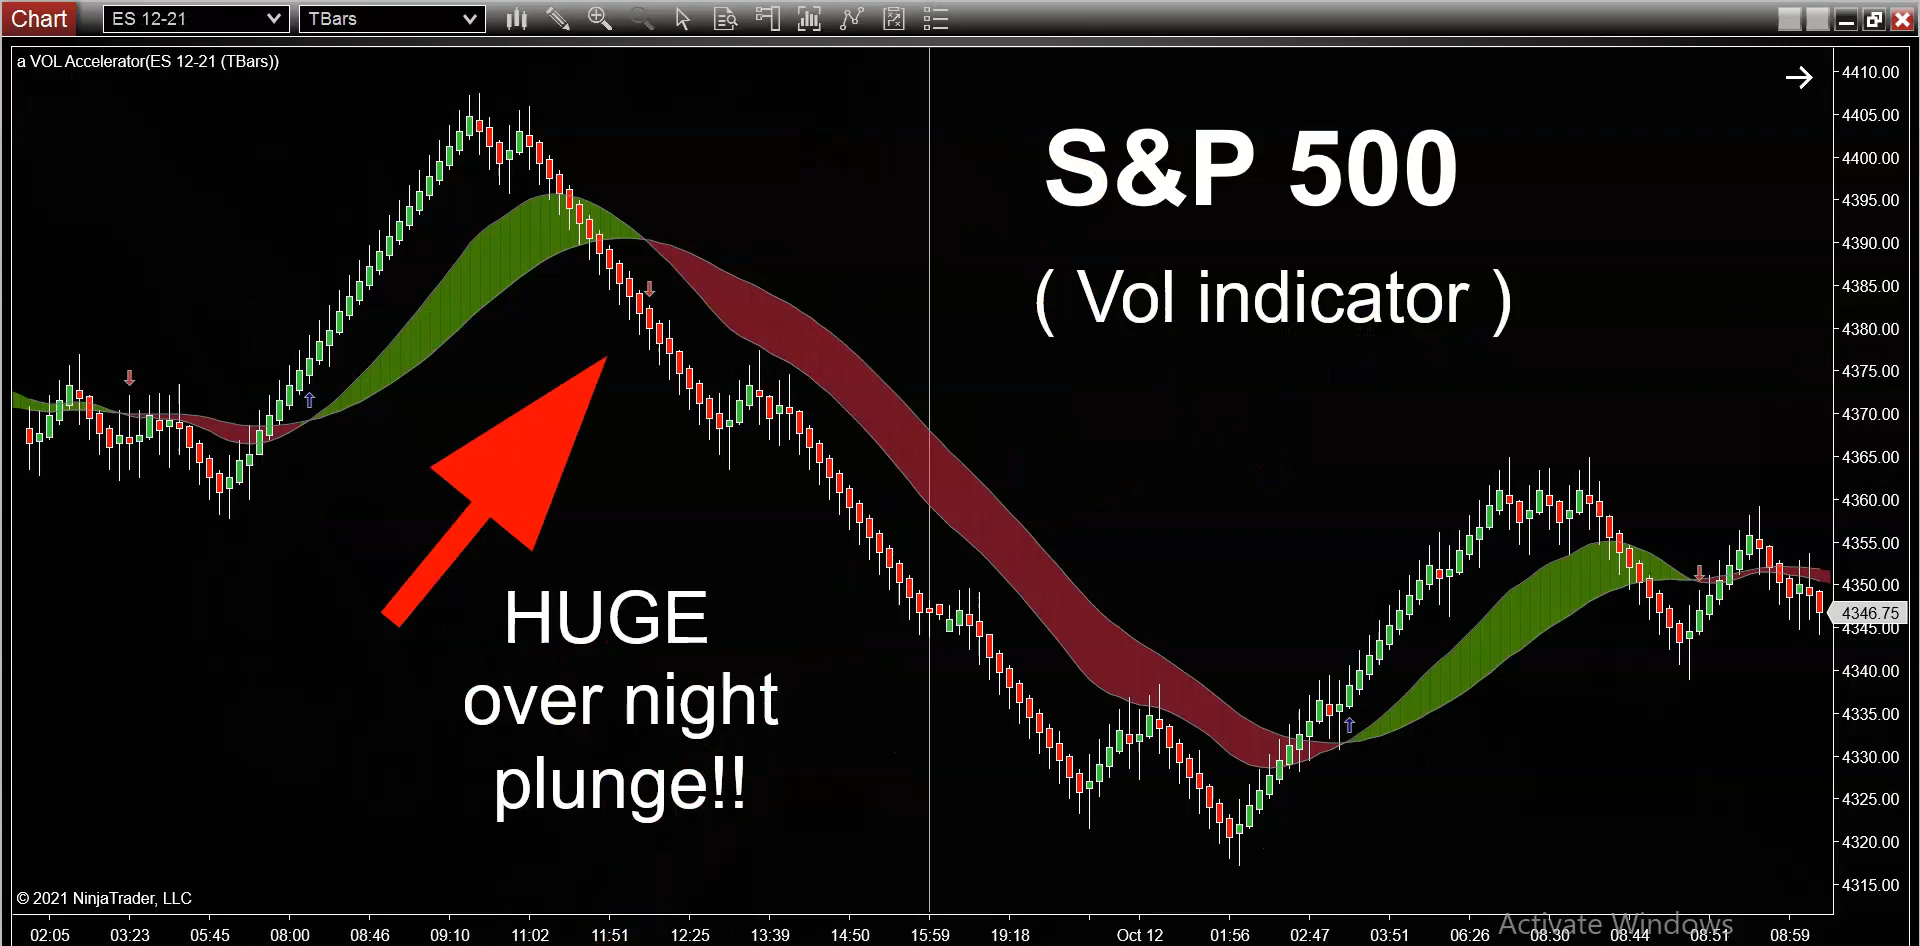 Chart
ES 12-21
TBars
a VOL Accelerator(ES 12-21 (TBars))
S&P 500
( Vol indicator )
HUGE
over night
plunge!!
4410.00
4405.00
4400.00
4395.00
4390.00
4385.00
4380.00
4375.00
4370.00
4365.00
4360.00
4355.00
4350.00
4346.75
4345.00
4340.00
4335.00
4330.00
4325.00
4320.00
4315.00
© 2021 NinjaTrader, LLC
Activate Windows
02:05 03:23 05:45 08:00 08:46 09:10 11:02 11:51 12:25 13:39 14:50 15:59 19:18 Oct 12 01:56 02:47 03:51 06:26 08:30 08:44 08:51 08:59